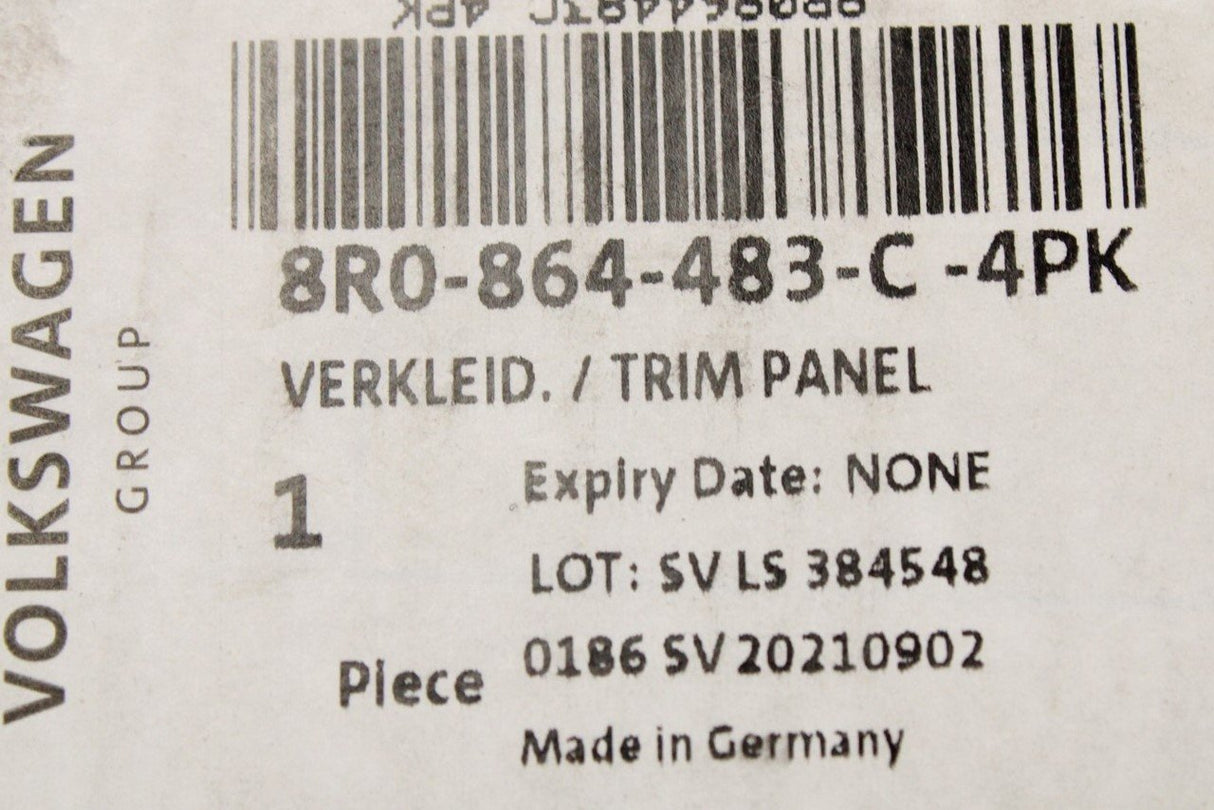 8R0-864-483-C -4PK
VERKLEID. / TRIM PANEL
1
Piece
Expiry Date: NONE
LOT: SV LS 384548
0186 SV 20210902
Made in Germany
VOLKSWAGEN
GROUP